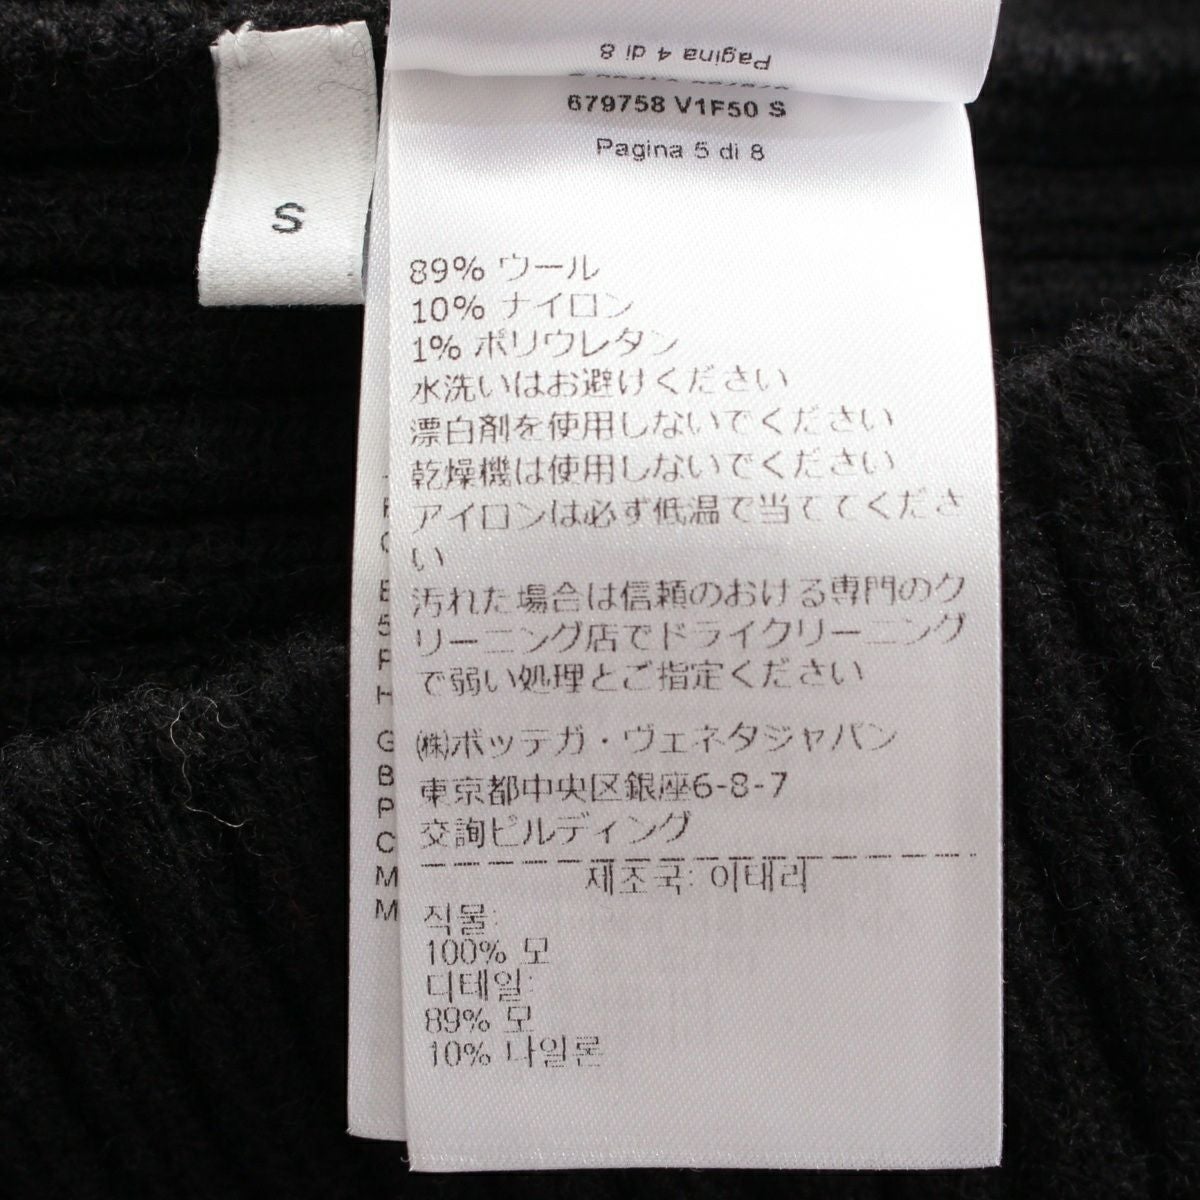 Pagina 4 di 8
679758 V1F50 S
Pagina 5 di 8
S
89% ウール
10% ナイロン
1% ポリウレタン
水洗いはお避けください
漂白剤を使用しないでください
乾燥機は使用しないでください
アイロンは必ず低温で当ててくださ
い
汚れた場合は信頼のおける専門のク
リーニング店でドライクリーニング
で弱い処理とご指定ください
(株)ボッテガ・ヴェネタジャパン
東京都中央区銀座6-8-7
交詢ビルディング
제조국: 이태리
직물:
100% 모
디테일:
89% 모
10% 나일론
E
5
F
H
G
B
P
C
M
M